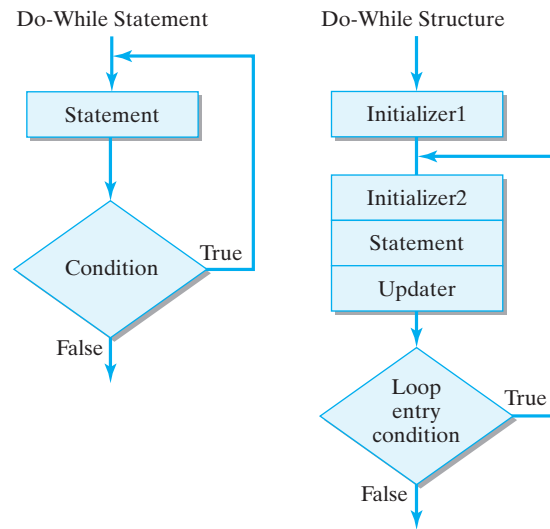 Do-While Statement
Statement
Condition
True
False
Do-While Structure
Initializer1
Initializer2
Statement
Updater
Loop
entry
condition
True
False